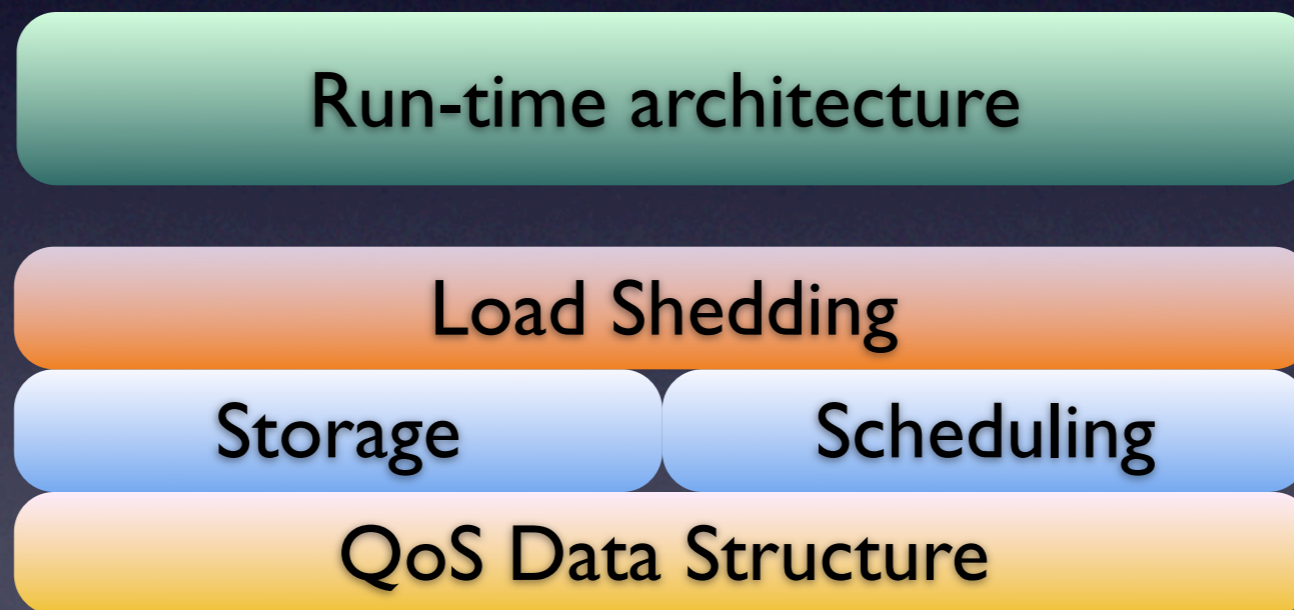 Run-time architecture
Load Shedding
Storage
Scheduling
QoS Data Structure